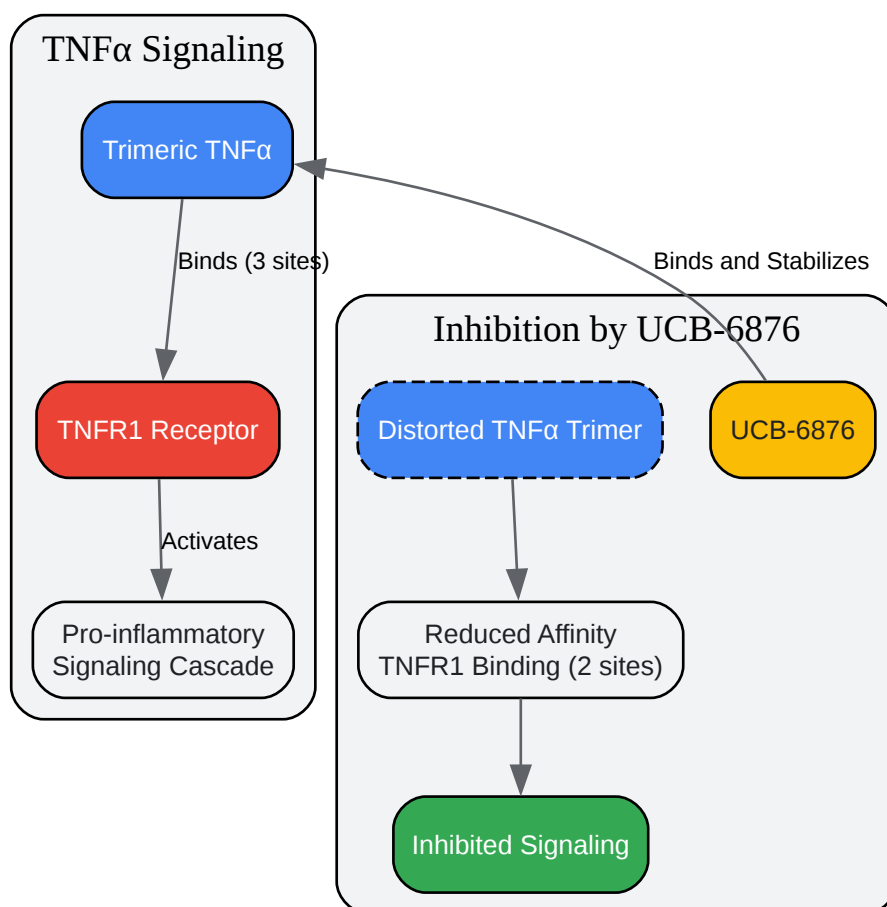 TNFα Signaling
Trimeric TNFα
Binds (3 sites)
TNFR1 Receptor
Activates
Pro-inflammatory
Signaling Cascade
Binds and Stabilizes
Inhibition by UCB-6876
Distorted TNFα Trimer
UCB-6876
Reduced Affinity
TNFR1 Binding (2 sites)
Inhibited Signaling